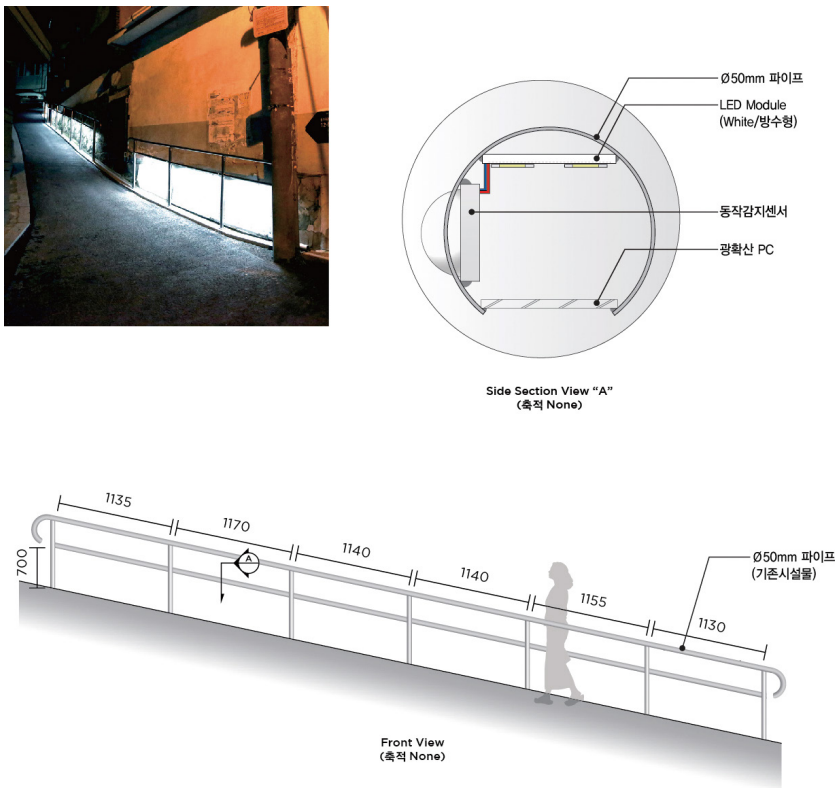 Ø50mm 파이프
LED Module
(White/방수형)
동작감지센서
광확산 PC
Side Section View “A”
(축적 None)
1135
1170
1140
1140
1155
1130
700
A
Ø50mm 파이프
(기존시설물)
Front View
(축적 None)